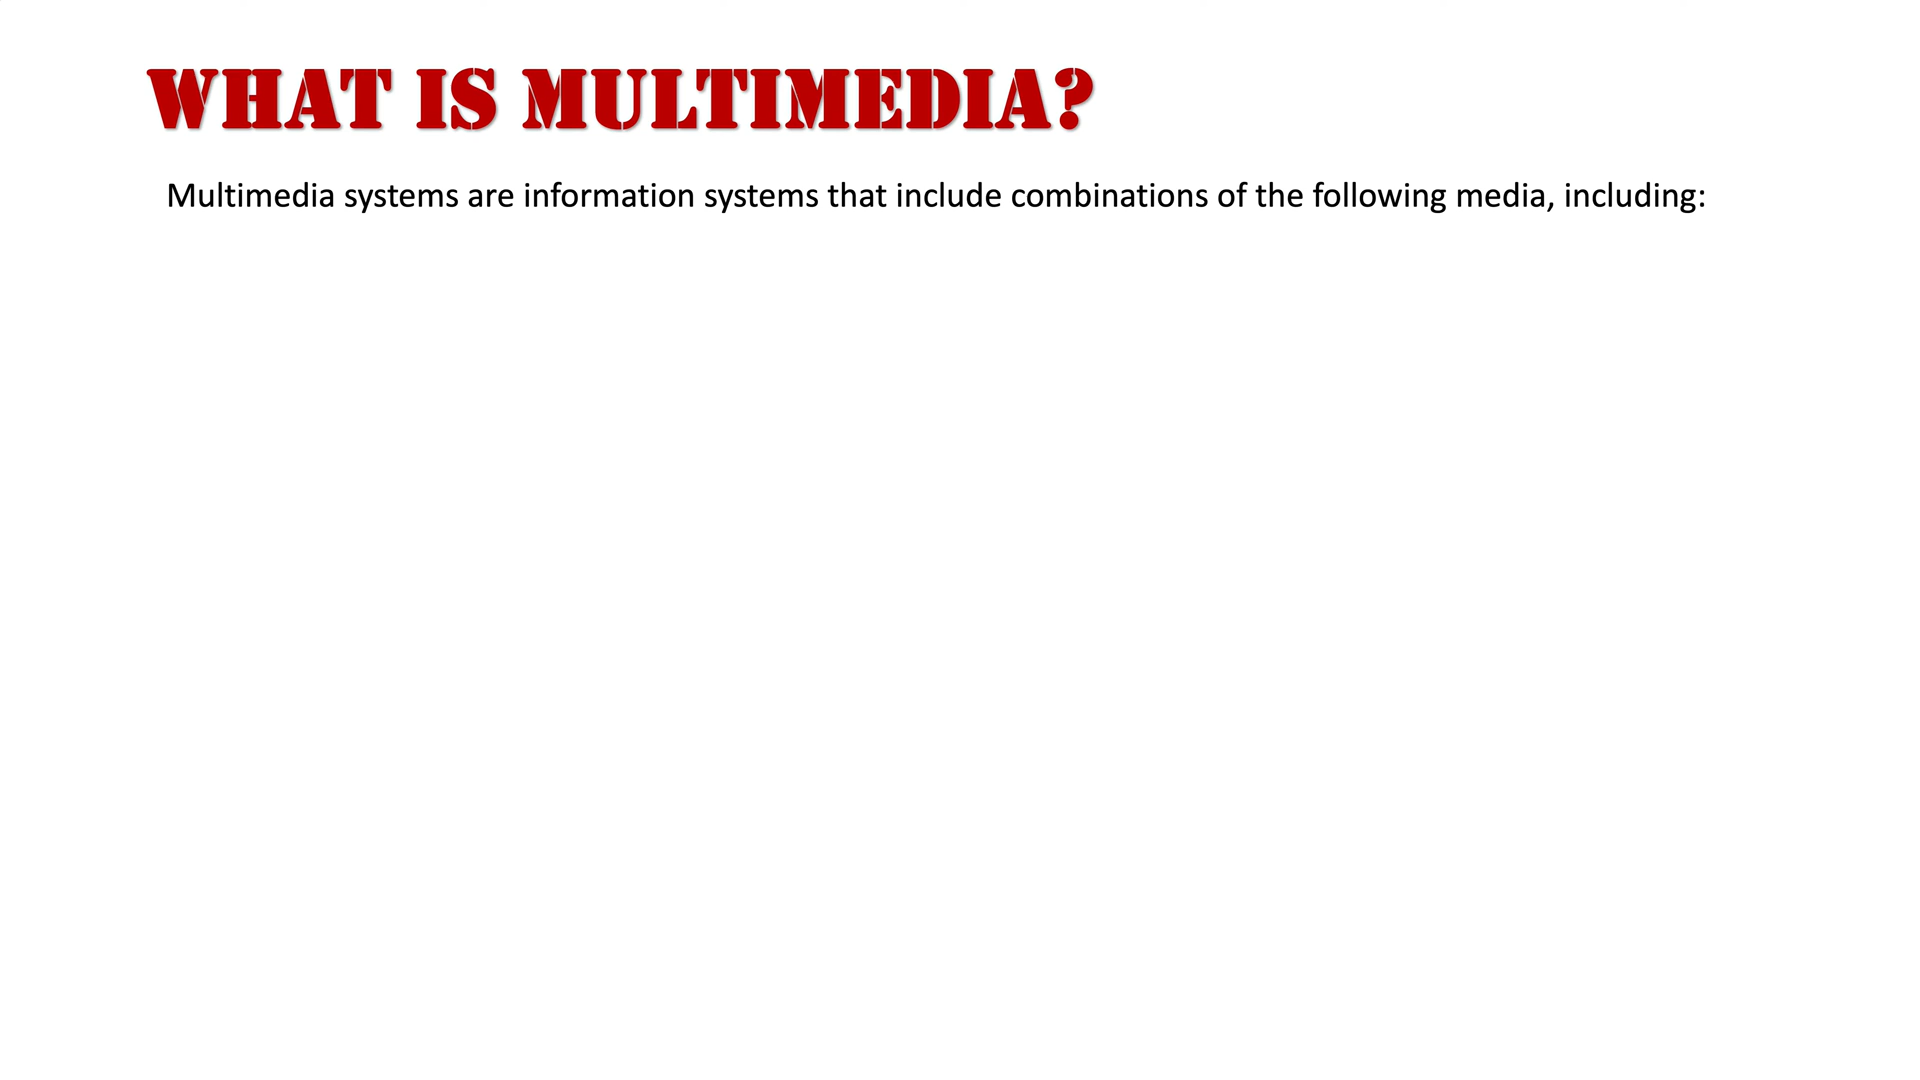 WHAT IS MULTIMEDIA?
Multimedia systems are information systems that include combinations of the following media, including: